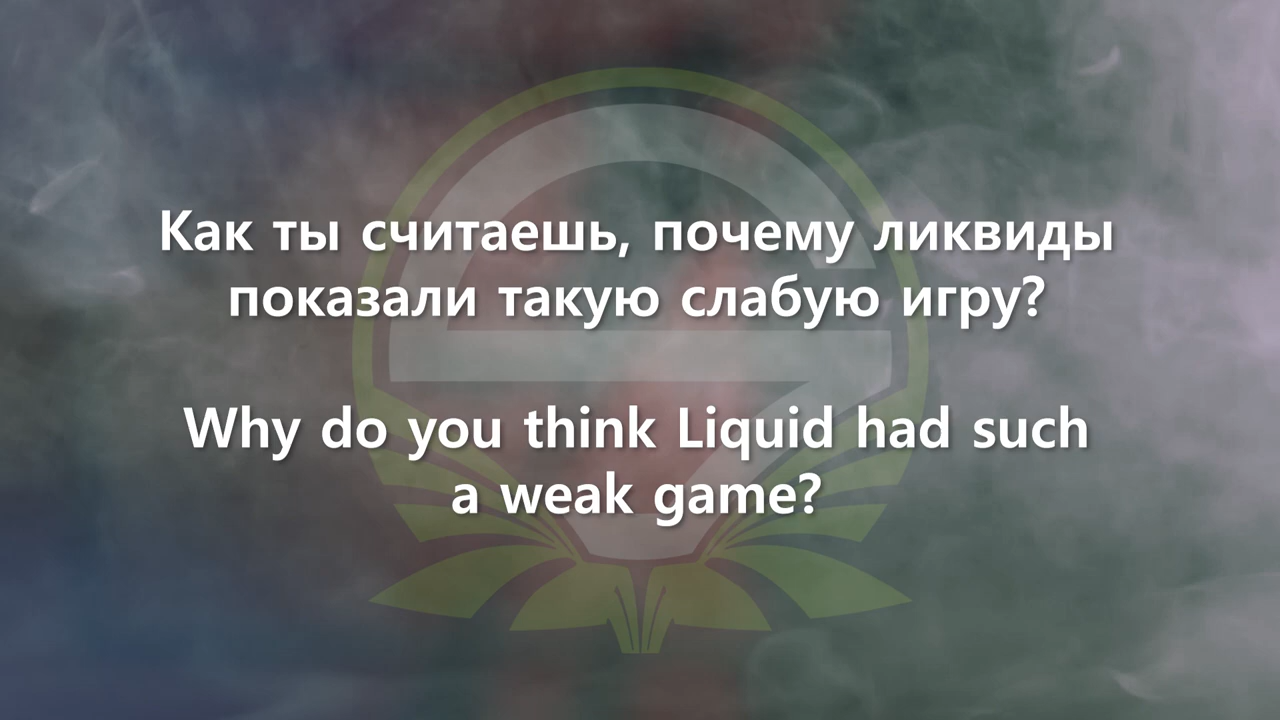 Как ты считаешь, почему ликвиды
показали такую слабую игру?
Why do you think Liquid had such
a weak game?